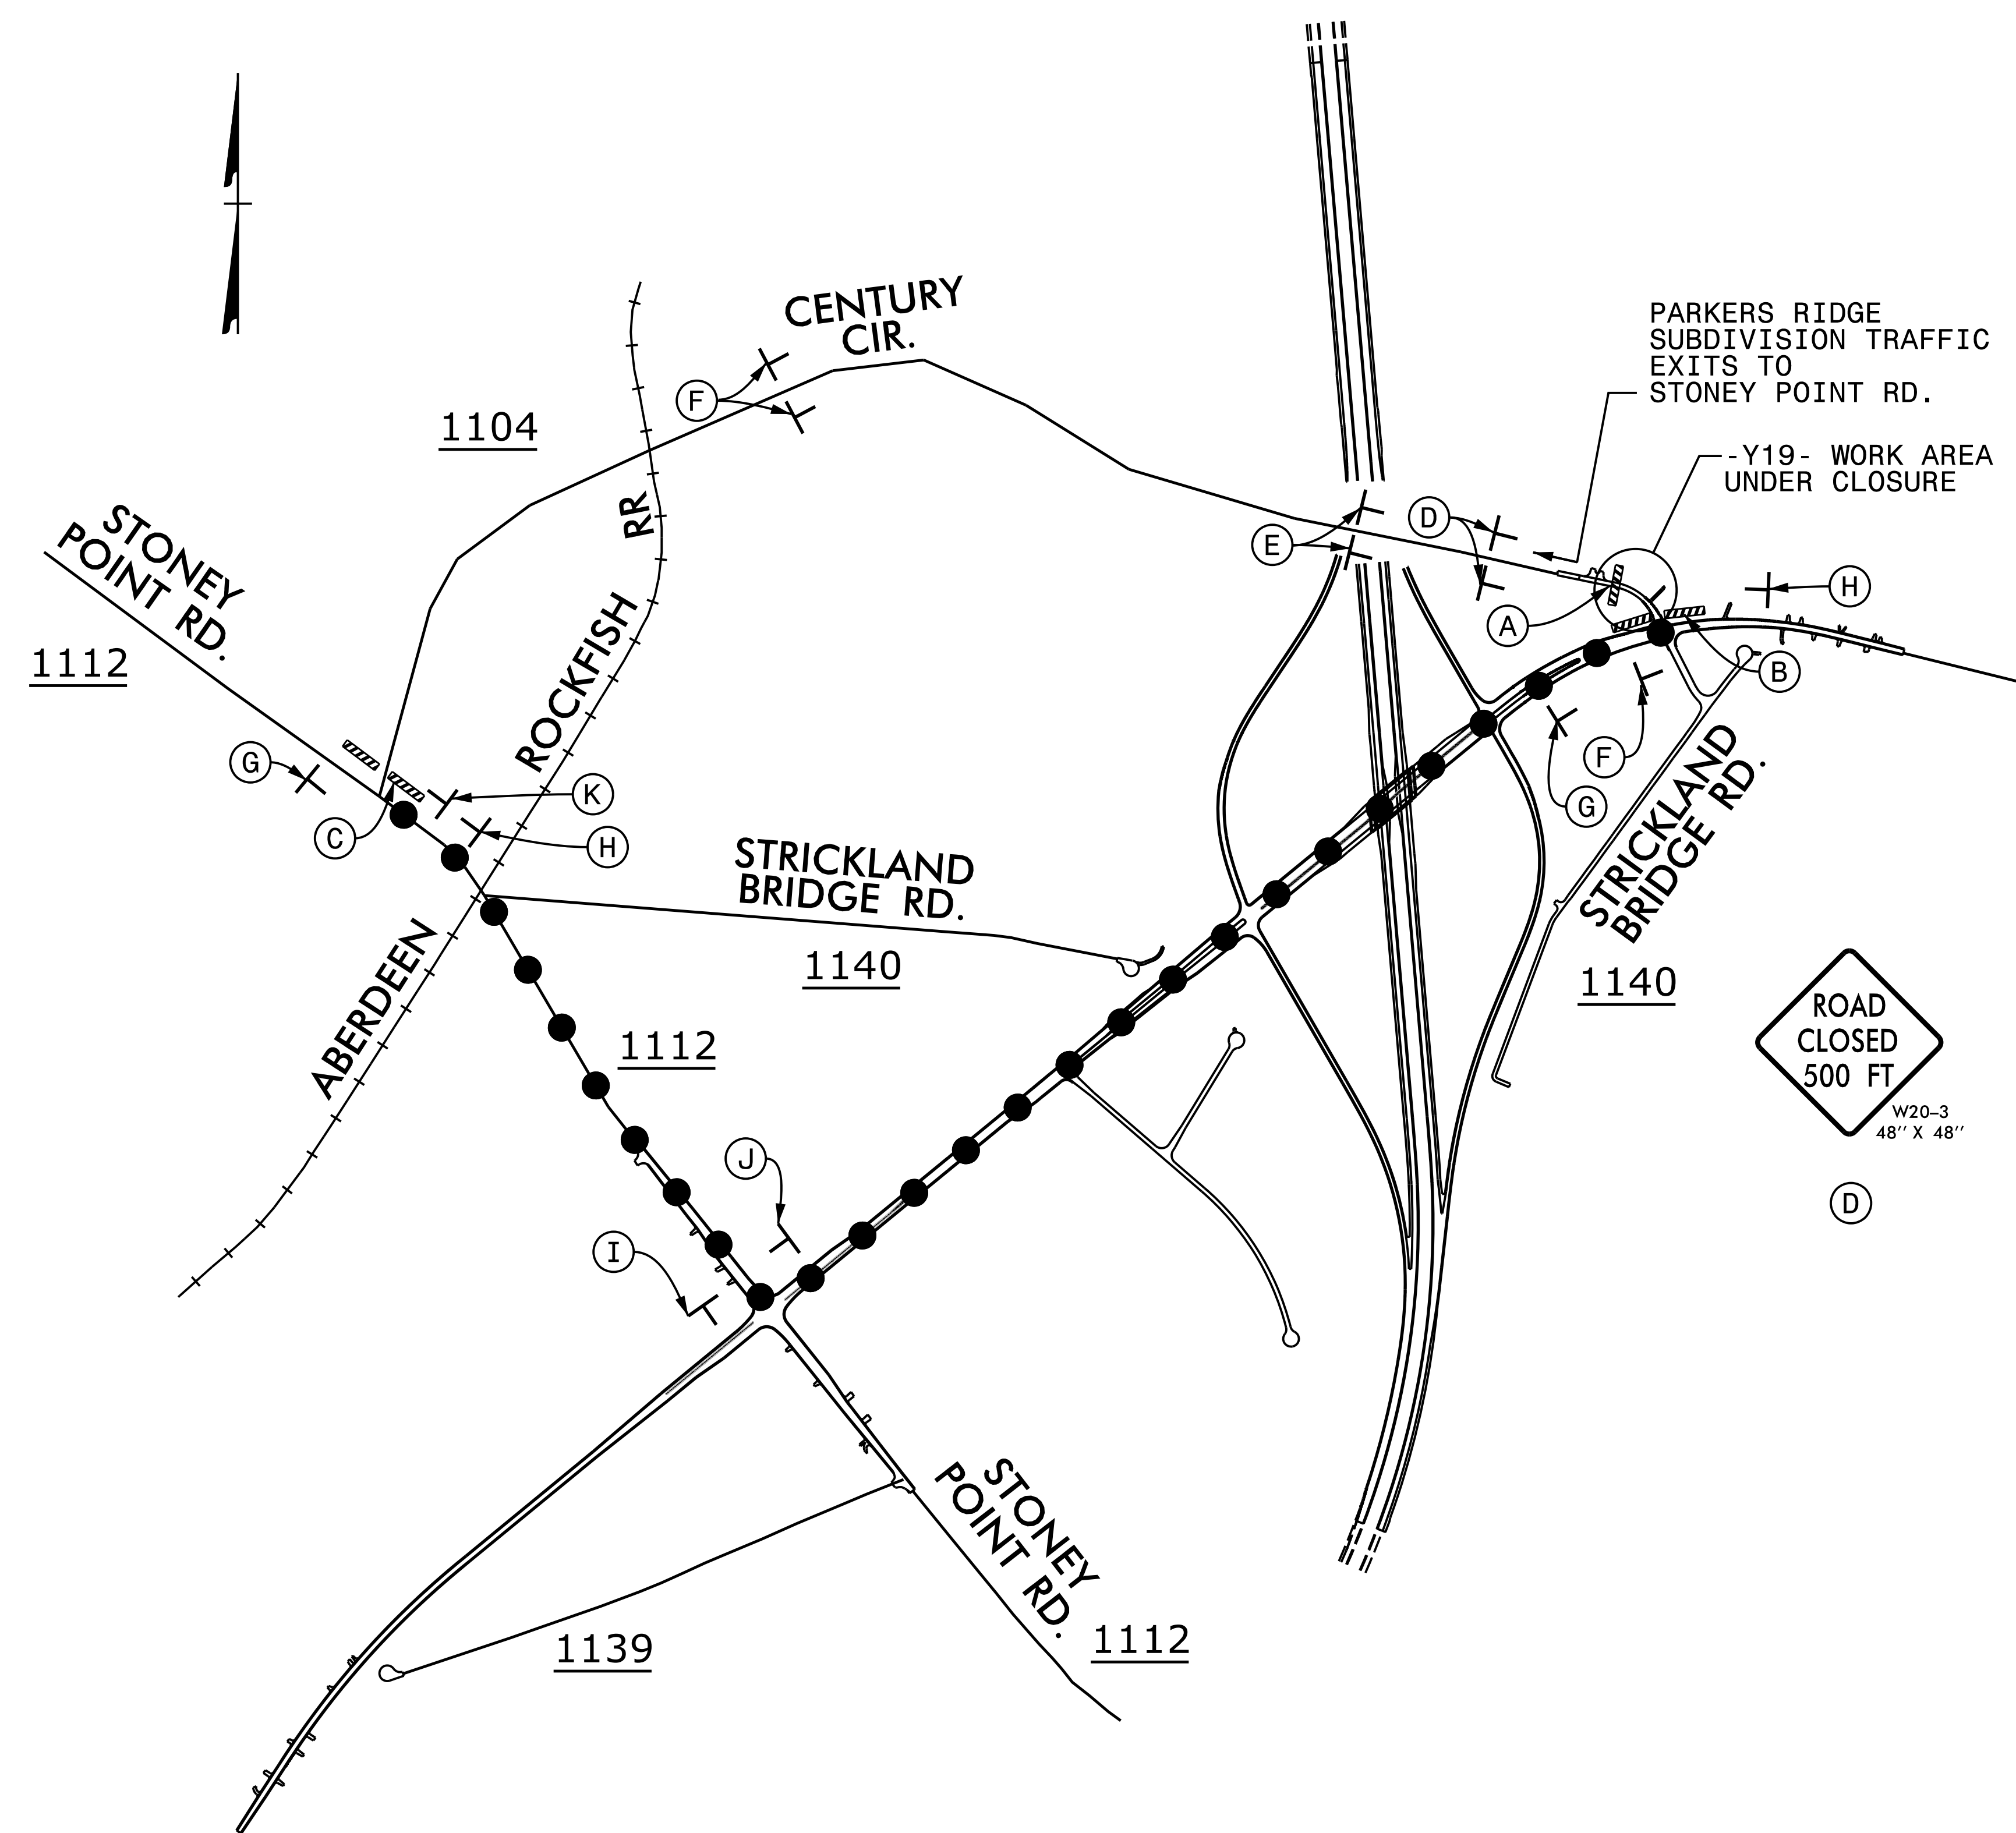 CENTURY
CIR.
PARKERS RIDGE
SUBDIVISION TRAFFIC
EXITS TO
STONEY POINT RD.
F
1104
-Y19- WORK AREA
UNDER CLOSURE
RR
D
E
STONEY
POINT RD.
H
A
1112
B
ROCKFISH
G
K
F
C
H
G
STRICKLAND
BRIDGE RD.
STRICKLAND
BRIDGE RD.
1140
1140
ABERDEEN
ROAD
CLOSED
500 FT
W20-3
48" X 48"
1112
J
D
I
STONEY
POINT RD.
1139
1112